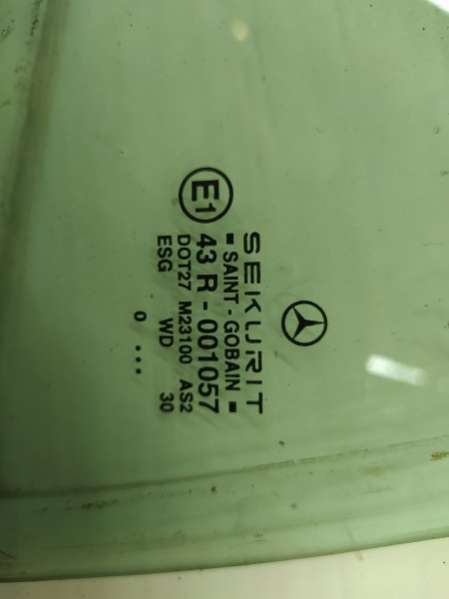 SEKURIT
▪ SAINT - GOBAIN ▪
E1 43 R - 001057
DOT27 M23100 AS2
ESG WD 30
o ...